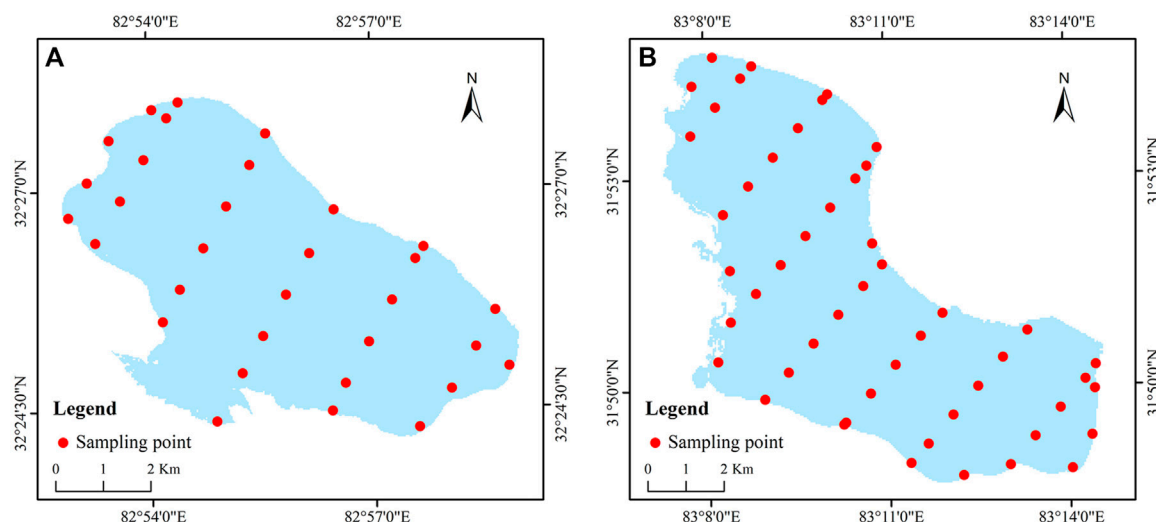 A
82°54'0"E
82°57'0"E
N
32°27'0"N
32°27'0"N
32°24'30"N
32°24'30"N
Legend
Sampling point
0 1 2 Km
82°54'0"E
82°57'0"E
B
83°8'0"E
83°11'0"E
83°14'0"E
N
31°53'0"N
31°53'0"N
31°50'0"N
31°50'0"N
Legend
Sampling point
0 1 2 Km
83°8'0"E
83°11'0"E
83°14'0"E